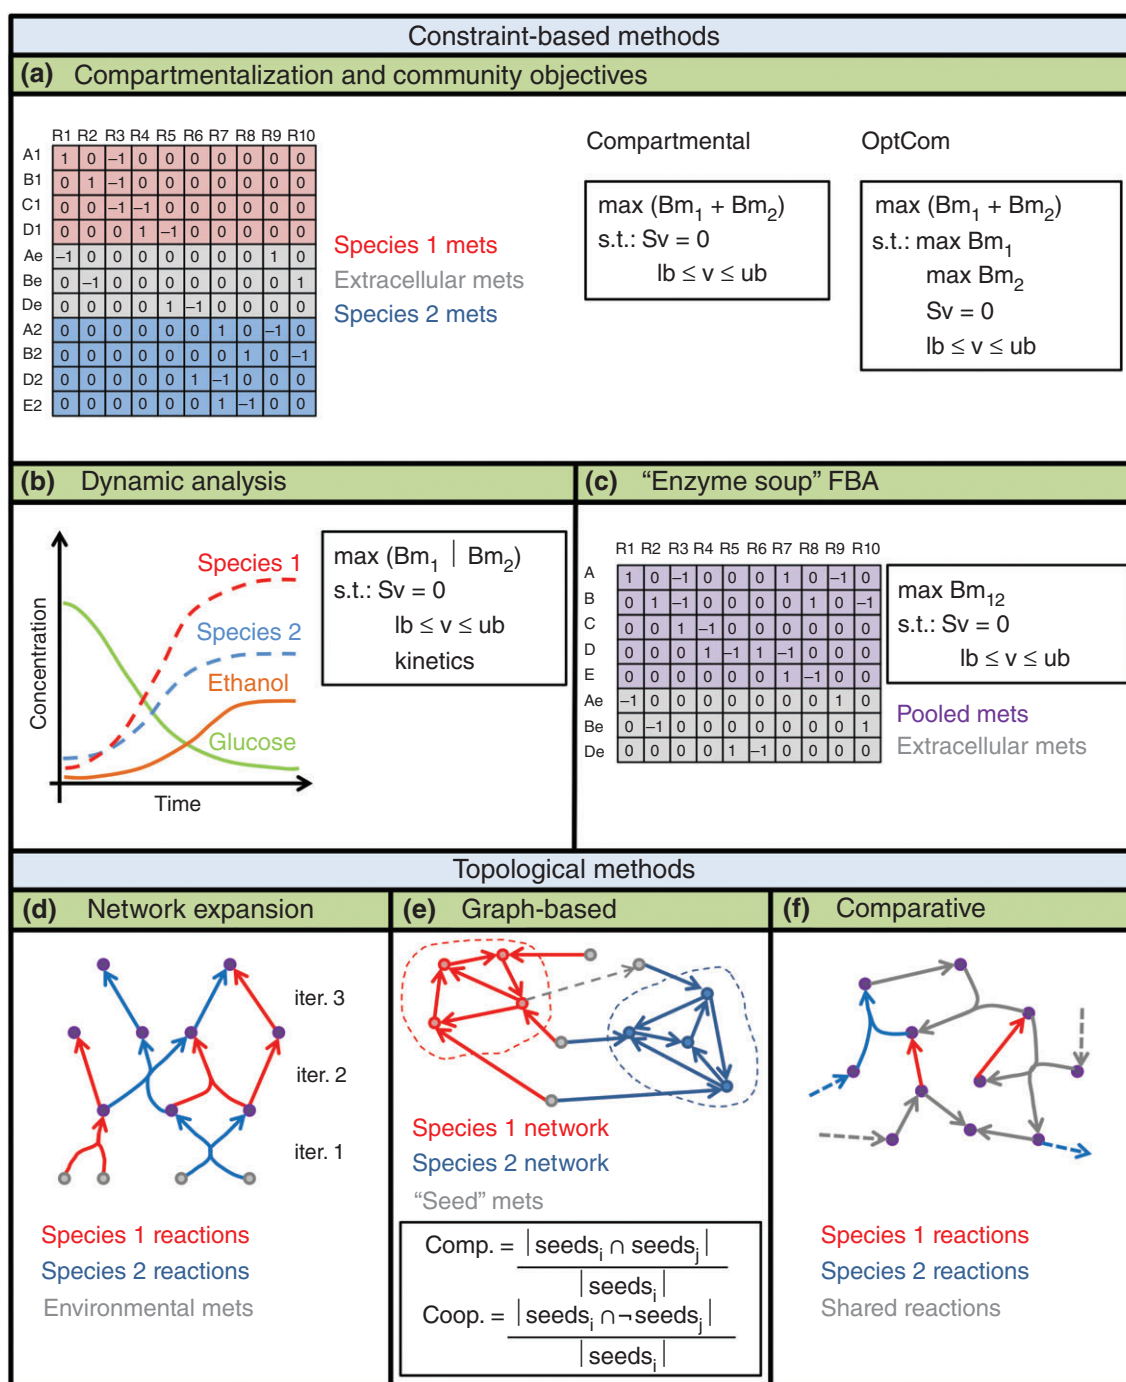 Constraint-based methods
(a) Compartmentalization and community objectives
R1 R2 R3 R4 R5 R6 R7 R8 R9 R10
A1 1 0 −1 0 0 0 0 0 0 0
B1 0 1 −1 0 0 0 0 0 0 0
C1 0 0 −1 −1 0 0 0 0 0 0
D1 0 0 0 1 −1 0 0 0 0 0
Ae −1 0 0 0 0 0 0 0 1 0
Be 0 −1 0 0 0 0 0 0 0 1
De 0 0 0 0 1 −1 0 0 0 0
A2 0 0 0 0 0 0 1 0 −1 0
B2 0 0 0 0 0 0 0 1 0 −1
D2 0 0 0 0 0 1 −1 0 0 0
E2 0 0 0 0 0 0 1 −1 0 0
Species 1 mets
Extracellular mets
Species 2 mets
Compartmental
max (Bm1 + Bm2)
s.t.: Sv = 0
lb ≤ v ≤ ub
OptCom
max (Bm1 + Bm2)
s.t.: max Bm1
max Bm2
Sv = 0
lb ≤ v ≤ ub
(b) Dynamic analysis
Concentration
Species 1
Species 2
Ethanol
Glucose
Time
max (Bm1 | Bm2)
s.t.: Sv = 0
lb ≤ v ≤ ub
kinetics
(c) “Enzyme soup” FBA
R1 R2 R3 R4 R5 R6 R7 R8 R9 R10
A 1 0 −1 0 0 0 1 0 −1 0
B 0 1 −1 0 0 0 0 1 0 −1
C 0 0 1 −1 0 0 0 0 0 0
D 0 0 0 1 −1 1 −1 0 0 0
E 0 0 0 0 0 0 1 −1 0 0
Ae −1 0 0 0 0 0 0 0 1 0
Be 0 −1 0 0 0 0 0 0 0 1
De 0 0 0 0 1 −1 0 0 0 0
max Bm12
s.t.: Sv = 0
lb ≤ v ≤ ub
Pooled mets
Extracellular mets
Topological methods
(d) Network expansion
iter. 3
iter. 2
iter. 1
Species 1 reactions
Species 2 reactions
Environmental mets
(e) Graph-based
Species 1 network
Species 2 network
“Seed” mets
Comp. = |seedsi ∩ seedsj|
|seedsi|
Coop. = |seedsi ∩ ¬ seedsj|
|seedsi|
(f) Comparative
Species 1 reactions
Species 2 reactions
Shared reactions